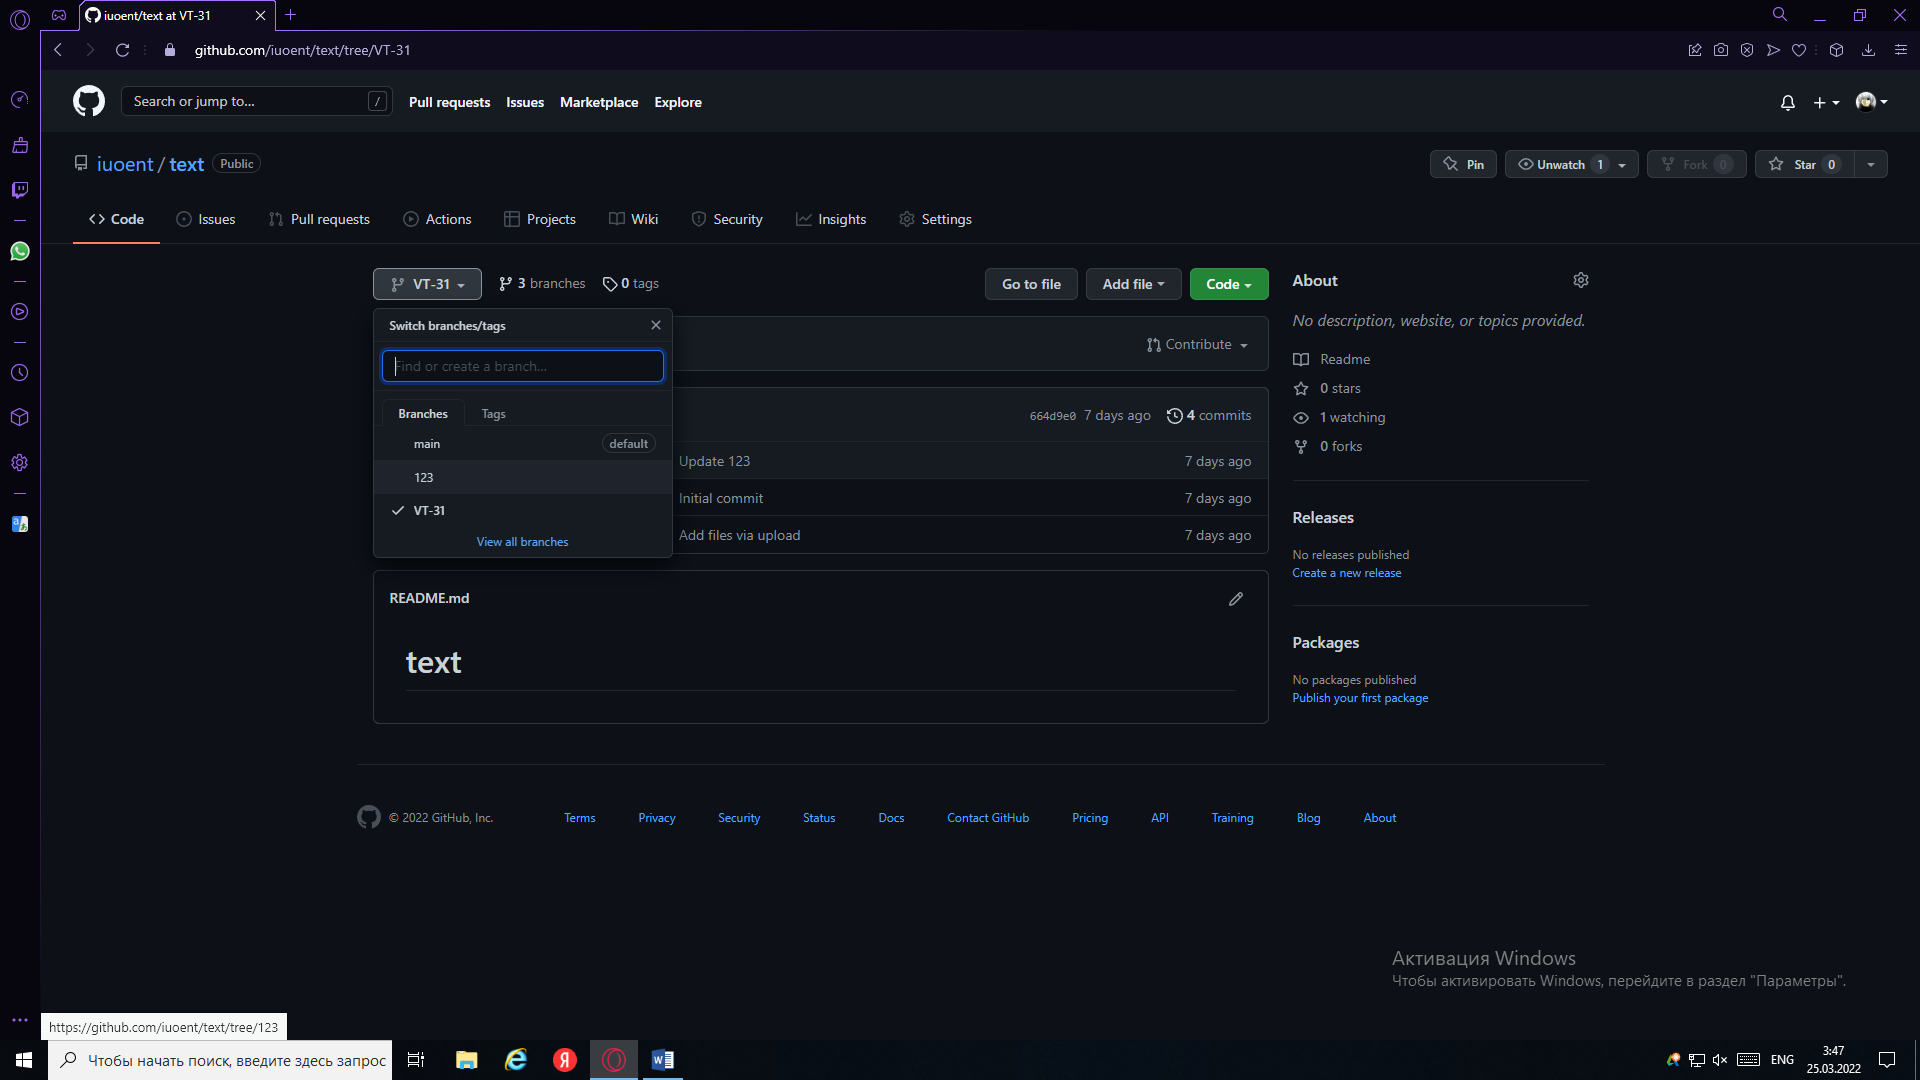 iuoent/text at VT-31
github.com/iuoent/text/tree/VT-31
Search or jump to... /
Pull requests Issues Marketplace Explore
iuoent / text Public
Pin Unwatch 1 Fork 0 Star 0
Code Issues Pull requests Actions Projects Wiki Security Insights Settings
VT-31 3 branches 0 tags Go to file Add file Code
Switch branches/tags
Find or create a branch...
Branches Tags
main default
123
VT-31
View all branches
Contribute
664d9e0 7 days ago 4 commits
Update 123 7 days ago
Initial commit 7 days ago
Add files via upload 7 days ago
README.md
text
About
No description, website, or topics provided.
Readme
0 stars
1 watching
0 forks
Releases
No releases published
Create a new release
Packages
No packages published
Publish your first package
© 2022 GitHub, Inc. Terms Privacy Security Status Docs Contact GitHub Pricing API Training Blog About
Активация Windows
Чтобы активировать Windows, перейдите в раздел "Параметры".
https://github.com/iuoent/text/tree/123
Чтобы начать поиск, введите здесь запрос
ENG
3:47
25.03.2022